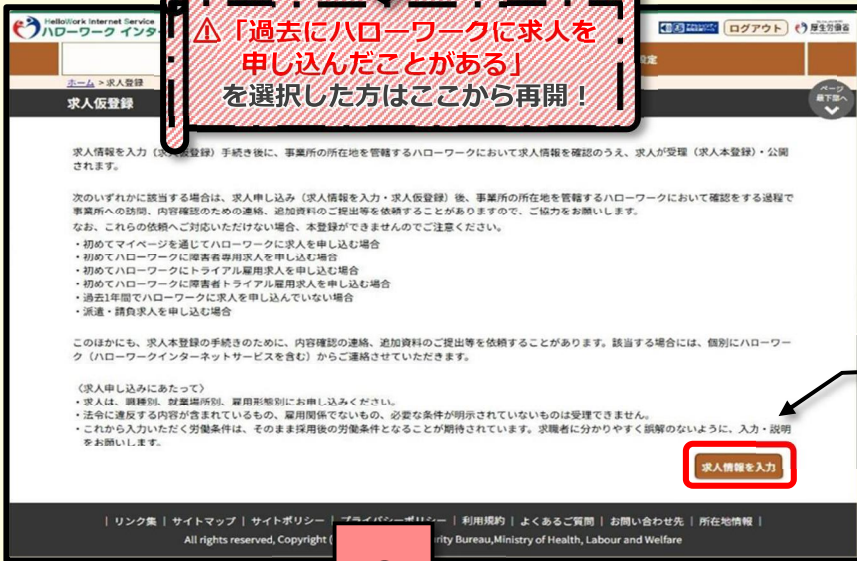 ⚠「過去にハローワークに求人を
申し込んだことがある」
を選択した方はここから再開！
HelloWork Internet Service
ハローワーク インタ
ログアウト
厚生労働省
設定
ホーム > 求人登録
求人仮登録
ページ
最下部へ
求人情報を入力（求人仮登録）手続き後に、事業所の所在地を管轄するハローワークにおいて求人情報を確認のうえ、求人が受理（求人本登録）・公開
されます。
次のいずれかに該当する場合は、求人申し込み（求人情報を入力・求人仮登録）後、事業所の所在地を管轄するハローワークにおいて確認をする過程で
事業所への訪問、内容確認のための連絡、追加資料のご提出等を依頼することがありますので、ご協力をお願いします。
なお、これらの依頼へご対応いただけない場合、本登録ができませんのでご注意ください。
・初めてマイページを通じてハローワークに求人を申し込む場合
・初めてハローワークに障害者専用求人を申し込む場合
・初めてハローワークにトライアル雇用求人を申し込む場合
・初めてハローワークに障害者トライアル雇用求人を申し込む場合
・過去1年間でハローワークに求人を申し込んでいない場合
・派遣・請負求人を申し込む場合
このほかにも、求人本登録の手続きのために、内容確認の連絡、追加資料のご提出等を依頼することがあります。該当する場合には、個別にハローワー
ク（ハローワークインターネットサービスを含む）からご連絡させていただきます。
〈求人申し込みにあたって〉
・求人は、職種別、就業場所別、雇用形態別にお申し込みください。
・法令に違反する内容が含まれているもの、雇用関係でないもの、必要な条件が明示されていないものは受理できません。
・これから入力いただく労働条件は、そのまま採用後の労働条件となることが期待されています。求職者に分かりやすく誤解のないように、入力・説明
をお願いします。
求人情報を入力
| リンク集 | サイトマップ | サイトポリシー | プライバシーポリシー | 利用規約 | よくあるご質問 | お問い合わせ先 | 所在地情報 |
All rights reserved, Copyright ( rity Bureau,Ministry of Health, Labour and Welfare